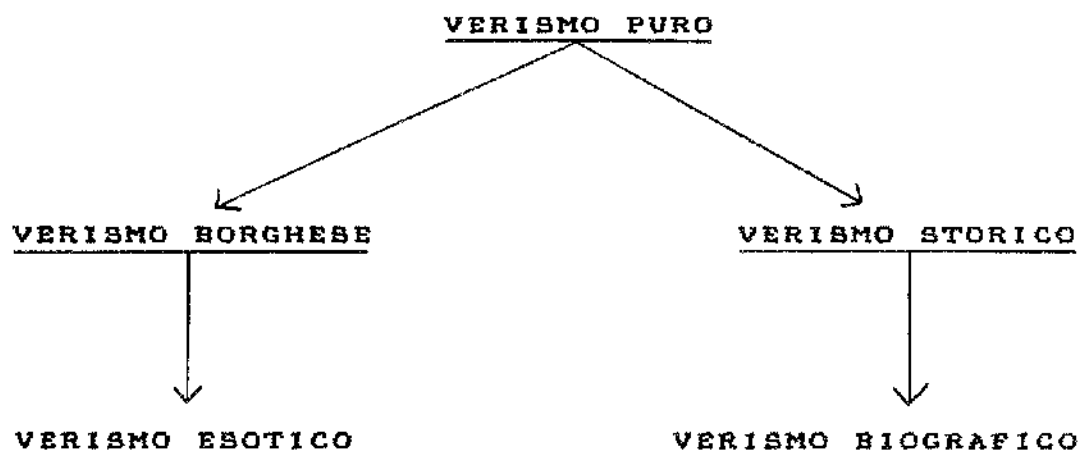 VERISMO PURO
VERISMO BORGHESE
VERISMO STORICO
VERISMO ESOTICO
VERISMO BIOGRAFICO